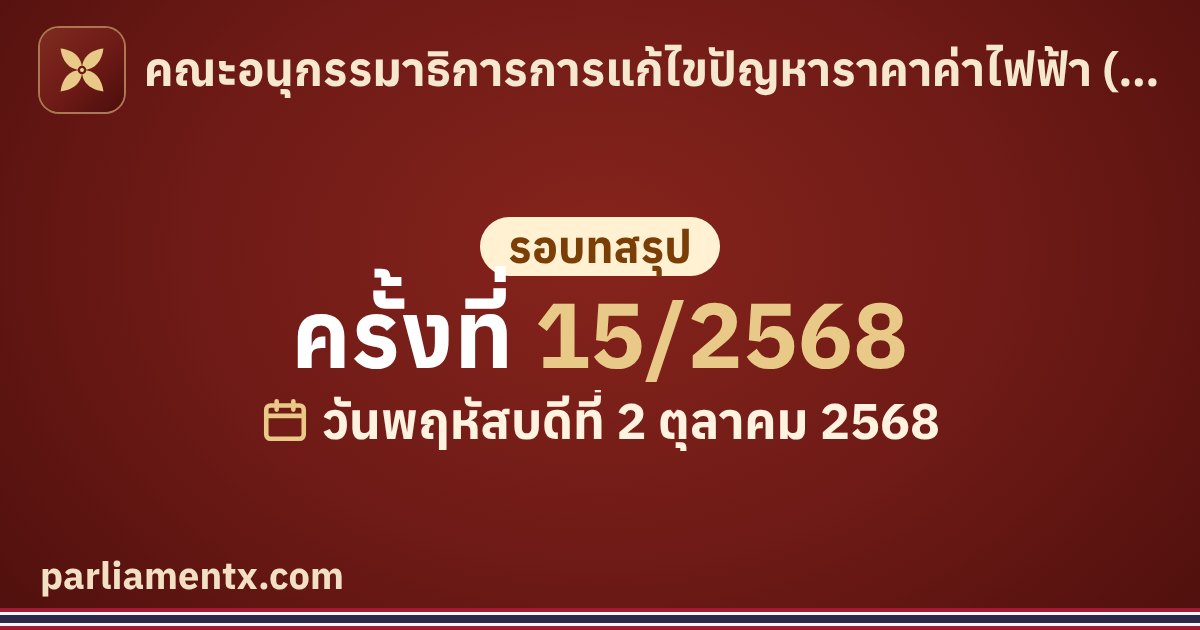 คณะอนุกรรมาธิการการแก้ไขปัญหาราคาค่าไฟฟ้า (...
รอบทสรุป
ครั้งที่ 15/2568
วันพฤหัสบดีที่ 2 ตุลาคม 2568
parliamentx.com